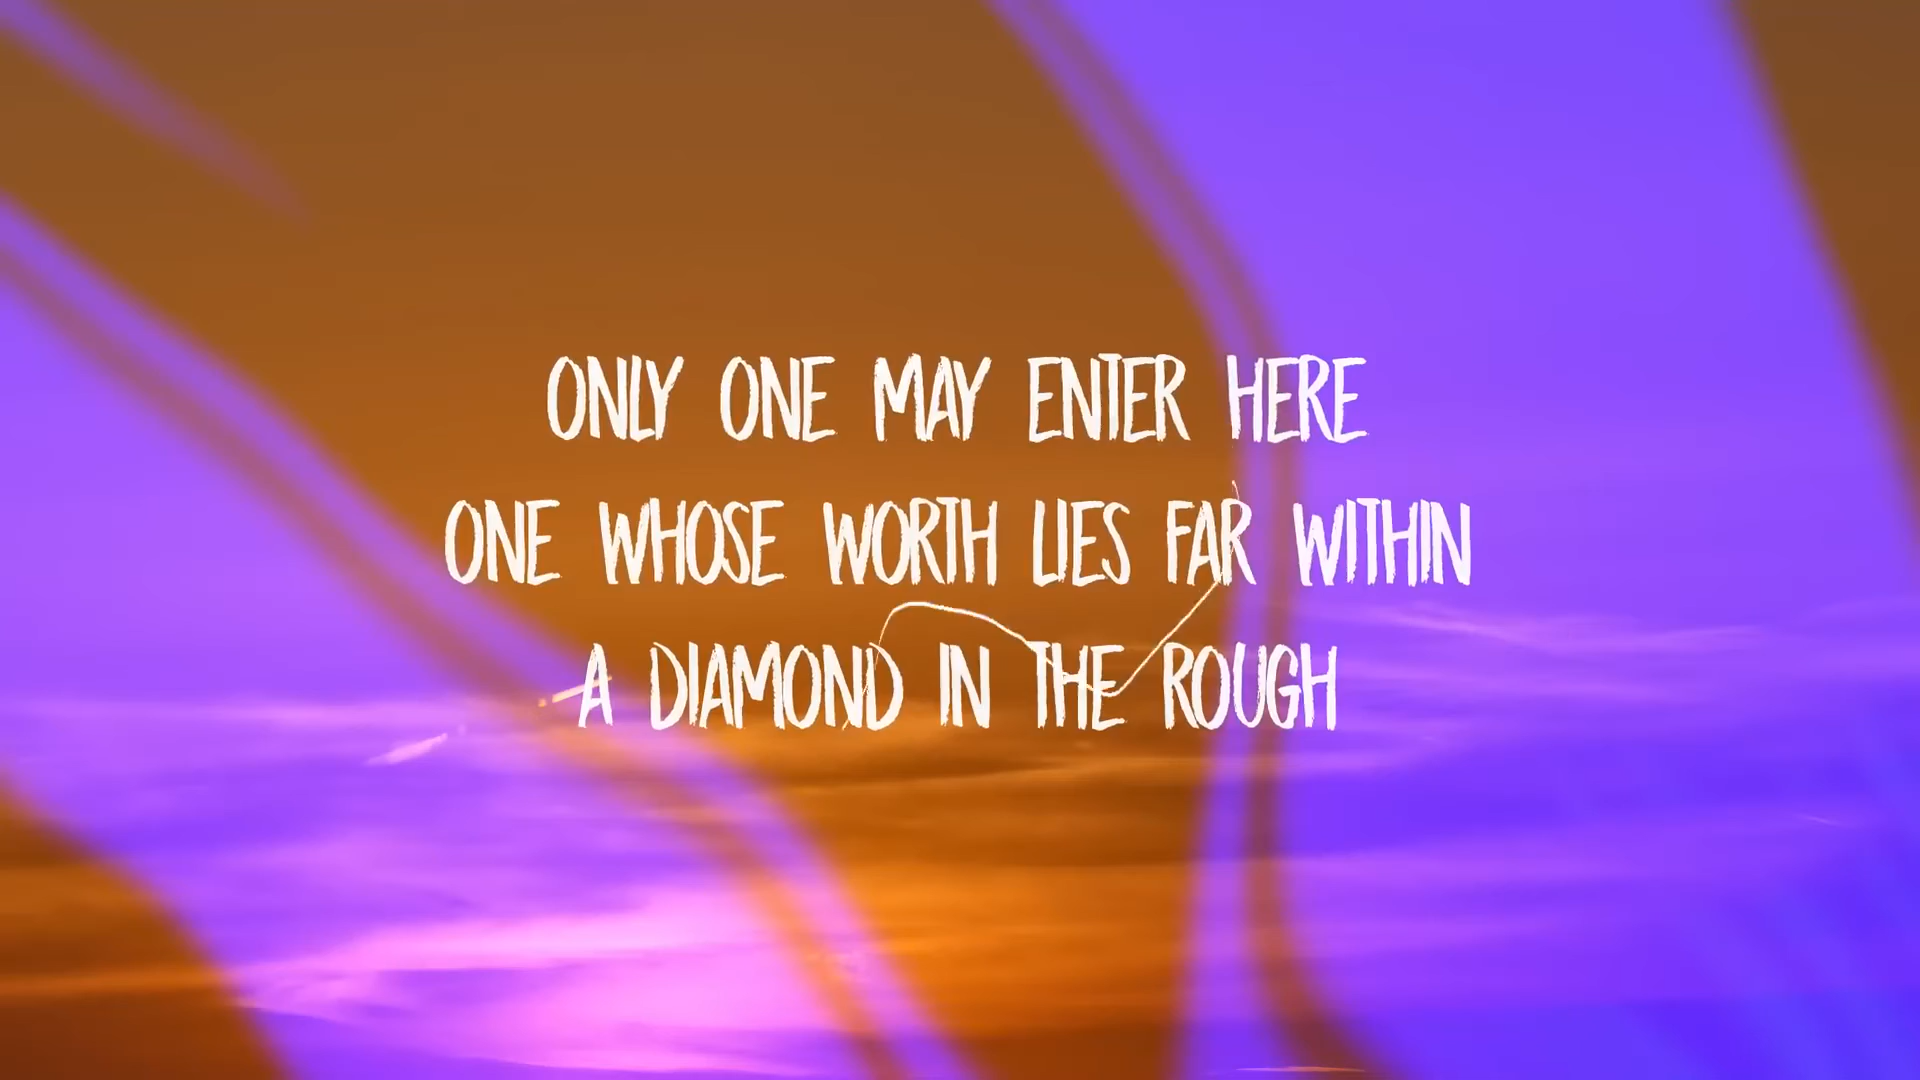 ONLY ONE MAY ENTER HERE
ONE WHOSE WORTH LIES FAR WITHIN
A DIAMOND IN THE ROUGH